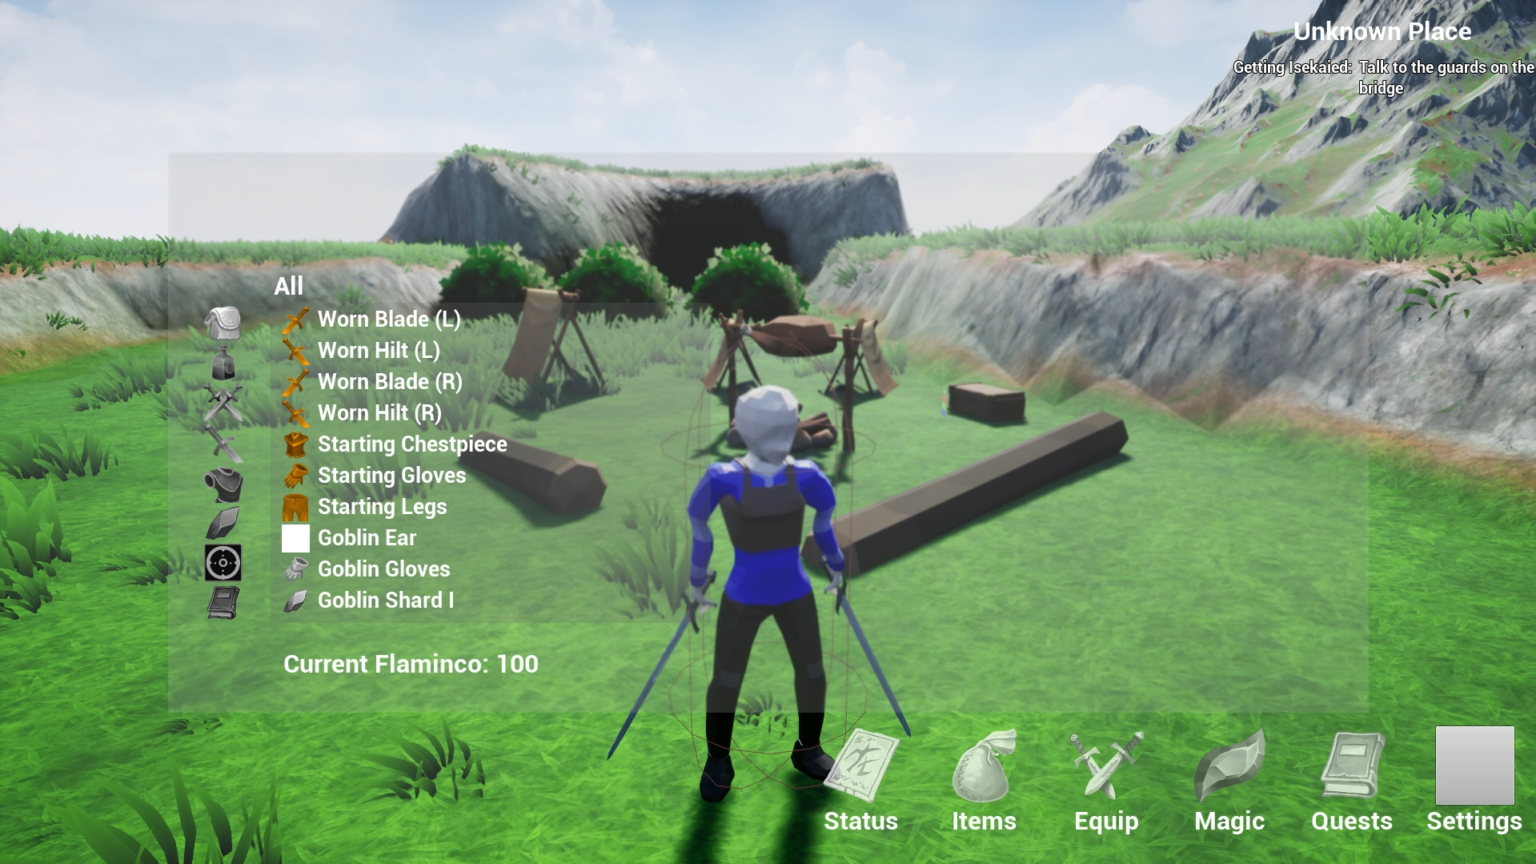 Unknown Place
Getting Isekaied: Talk to the guards on the
bridge
All
Worn Blade (L)
Worn Hilt (L)
Worn Blade (R)
Worn Hilt (R)
Starting Chestpiece
Starting Gloves
Starting Legs
Goblin Ear
Goblin Gloves
Goblin Shard I
Current Flaminco: 100
Status
Items
Equip
Magic
Quests
Settings